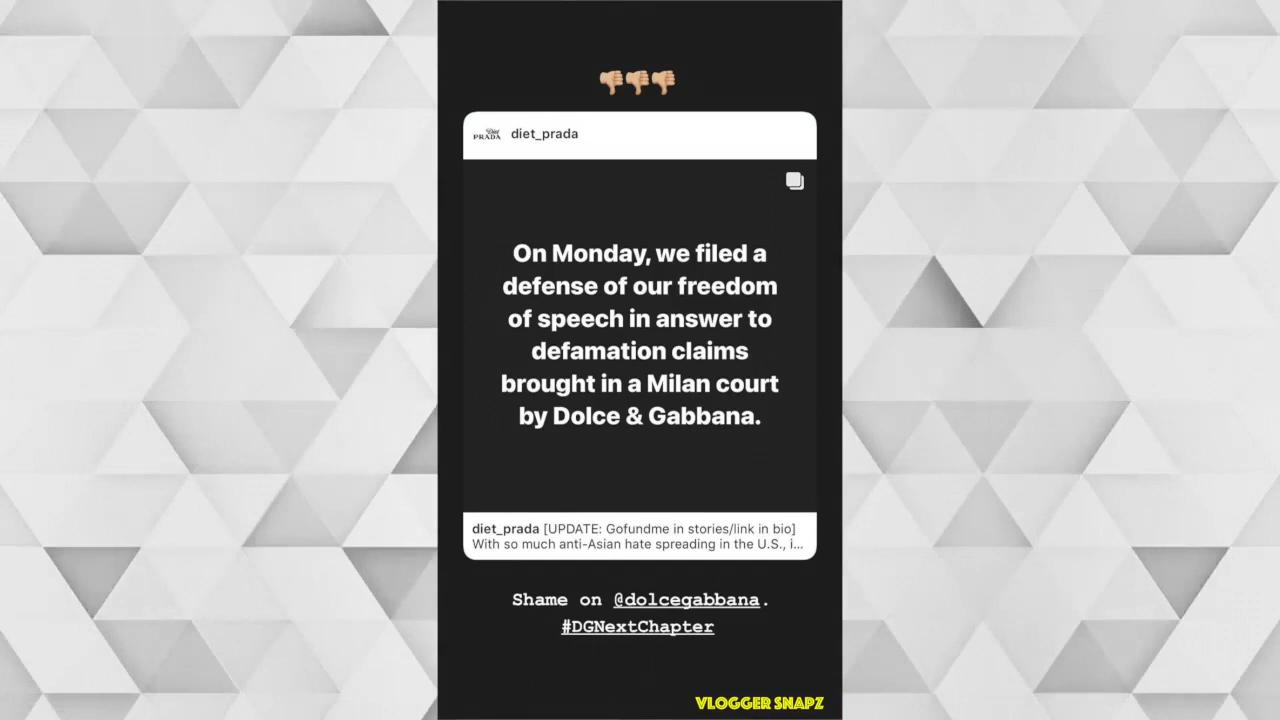 👎🏼👎🏼👎🏼
Diet PRADA
diet_prada
On Monday, we filed a
defense of our freedom
of speech in answer to
defamation claims
brought in a Milan court
by Dolce & Gabbana.
diet_prada [UPDATE: Gofundme in stories/link in bio]
With so much anti-Asian hate spreading in the U.S., i...
Shame on @dolcegabbana.
#DGNextChapter
VLOGGER SNAPZ